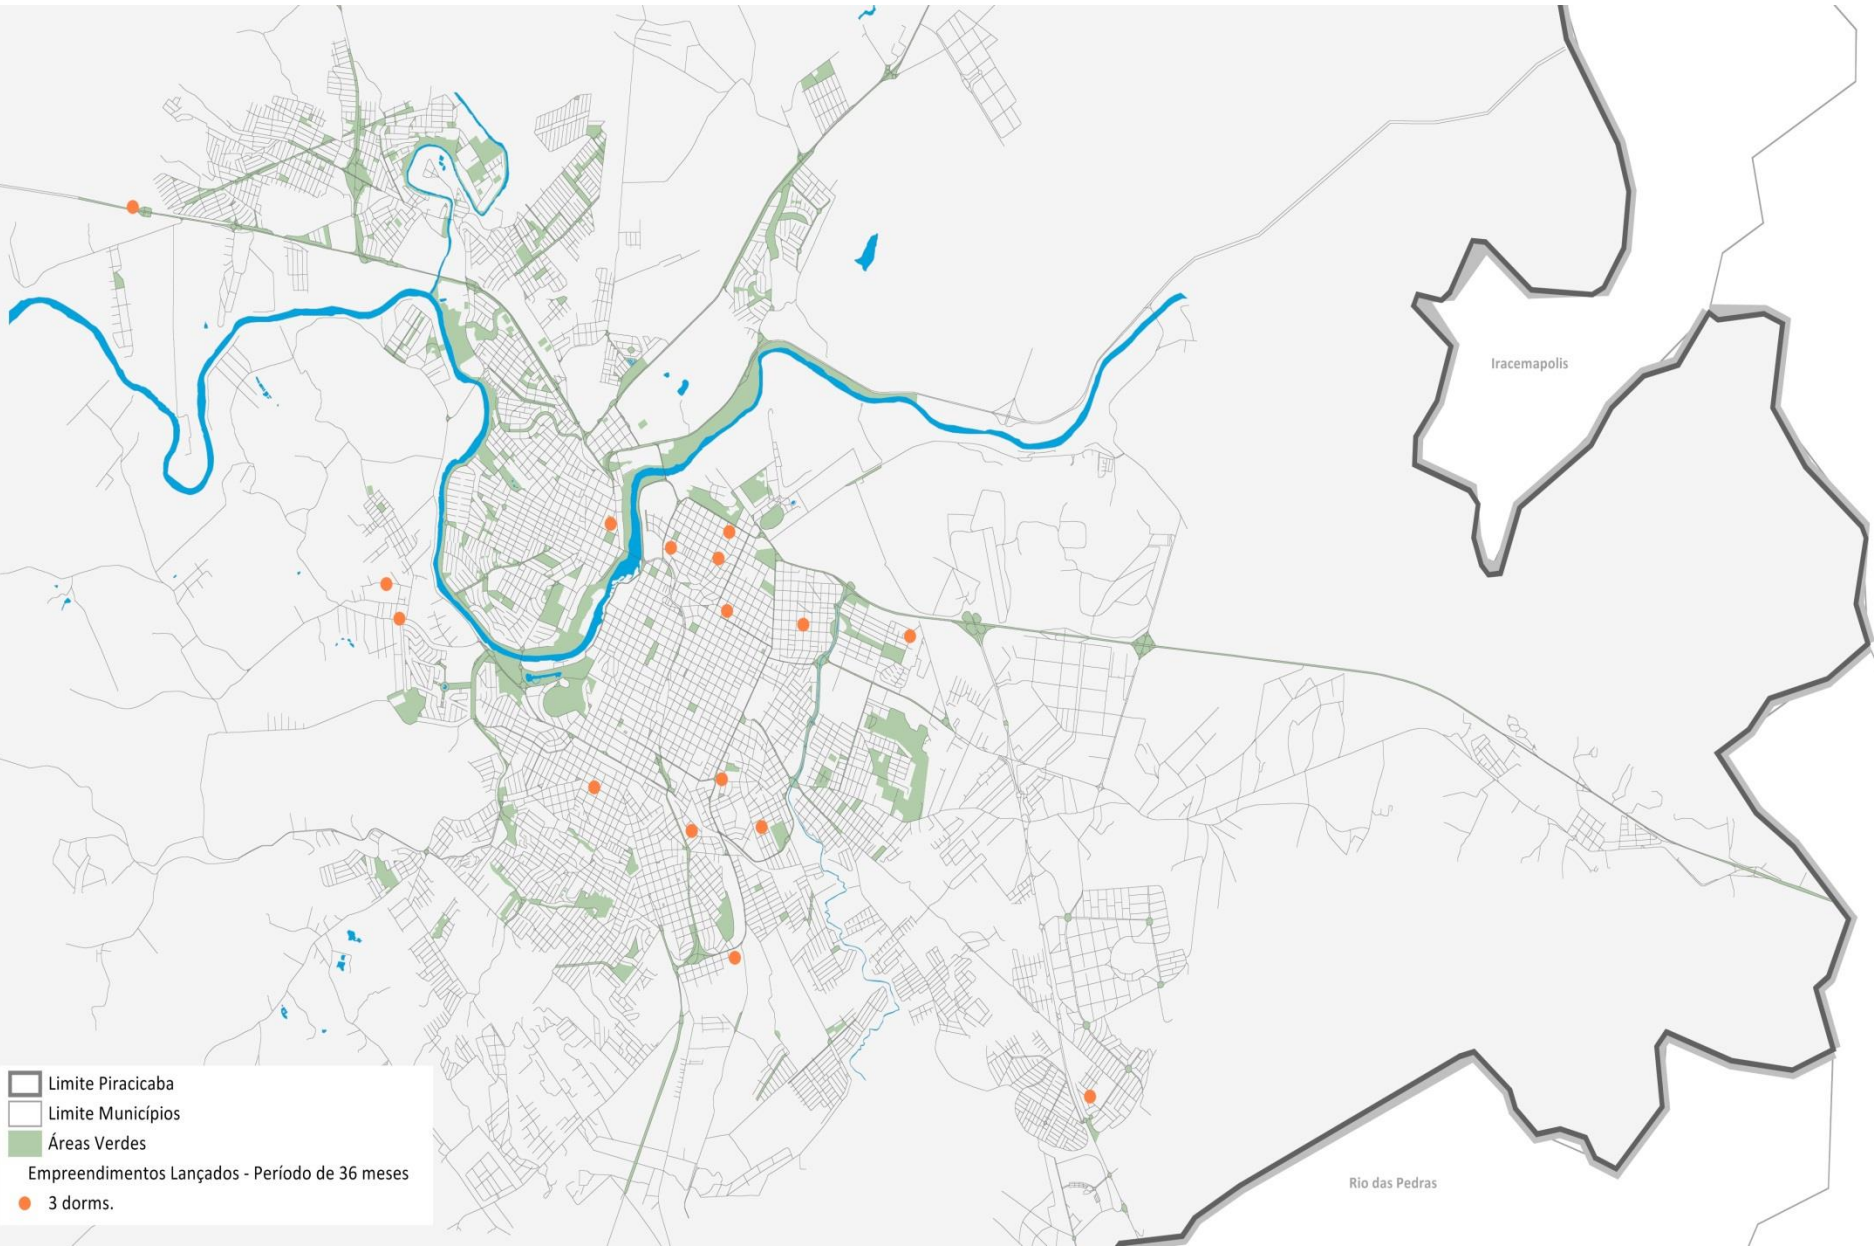 Iracemapolis
Limite Piracicaba
Limite Municípios
Áreas Verdes
Empreendimentos Lançados - Período de 36 meses
3 dorms.
Rio das Pedras